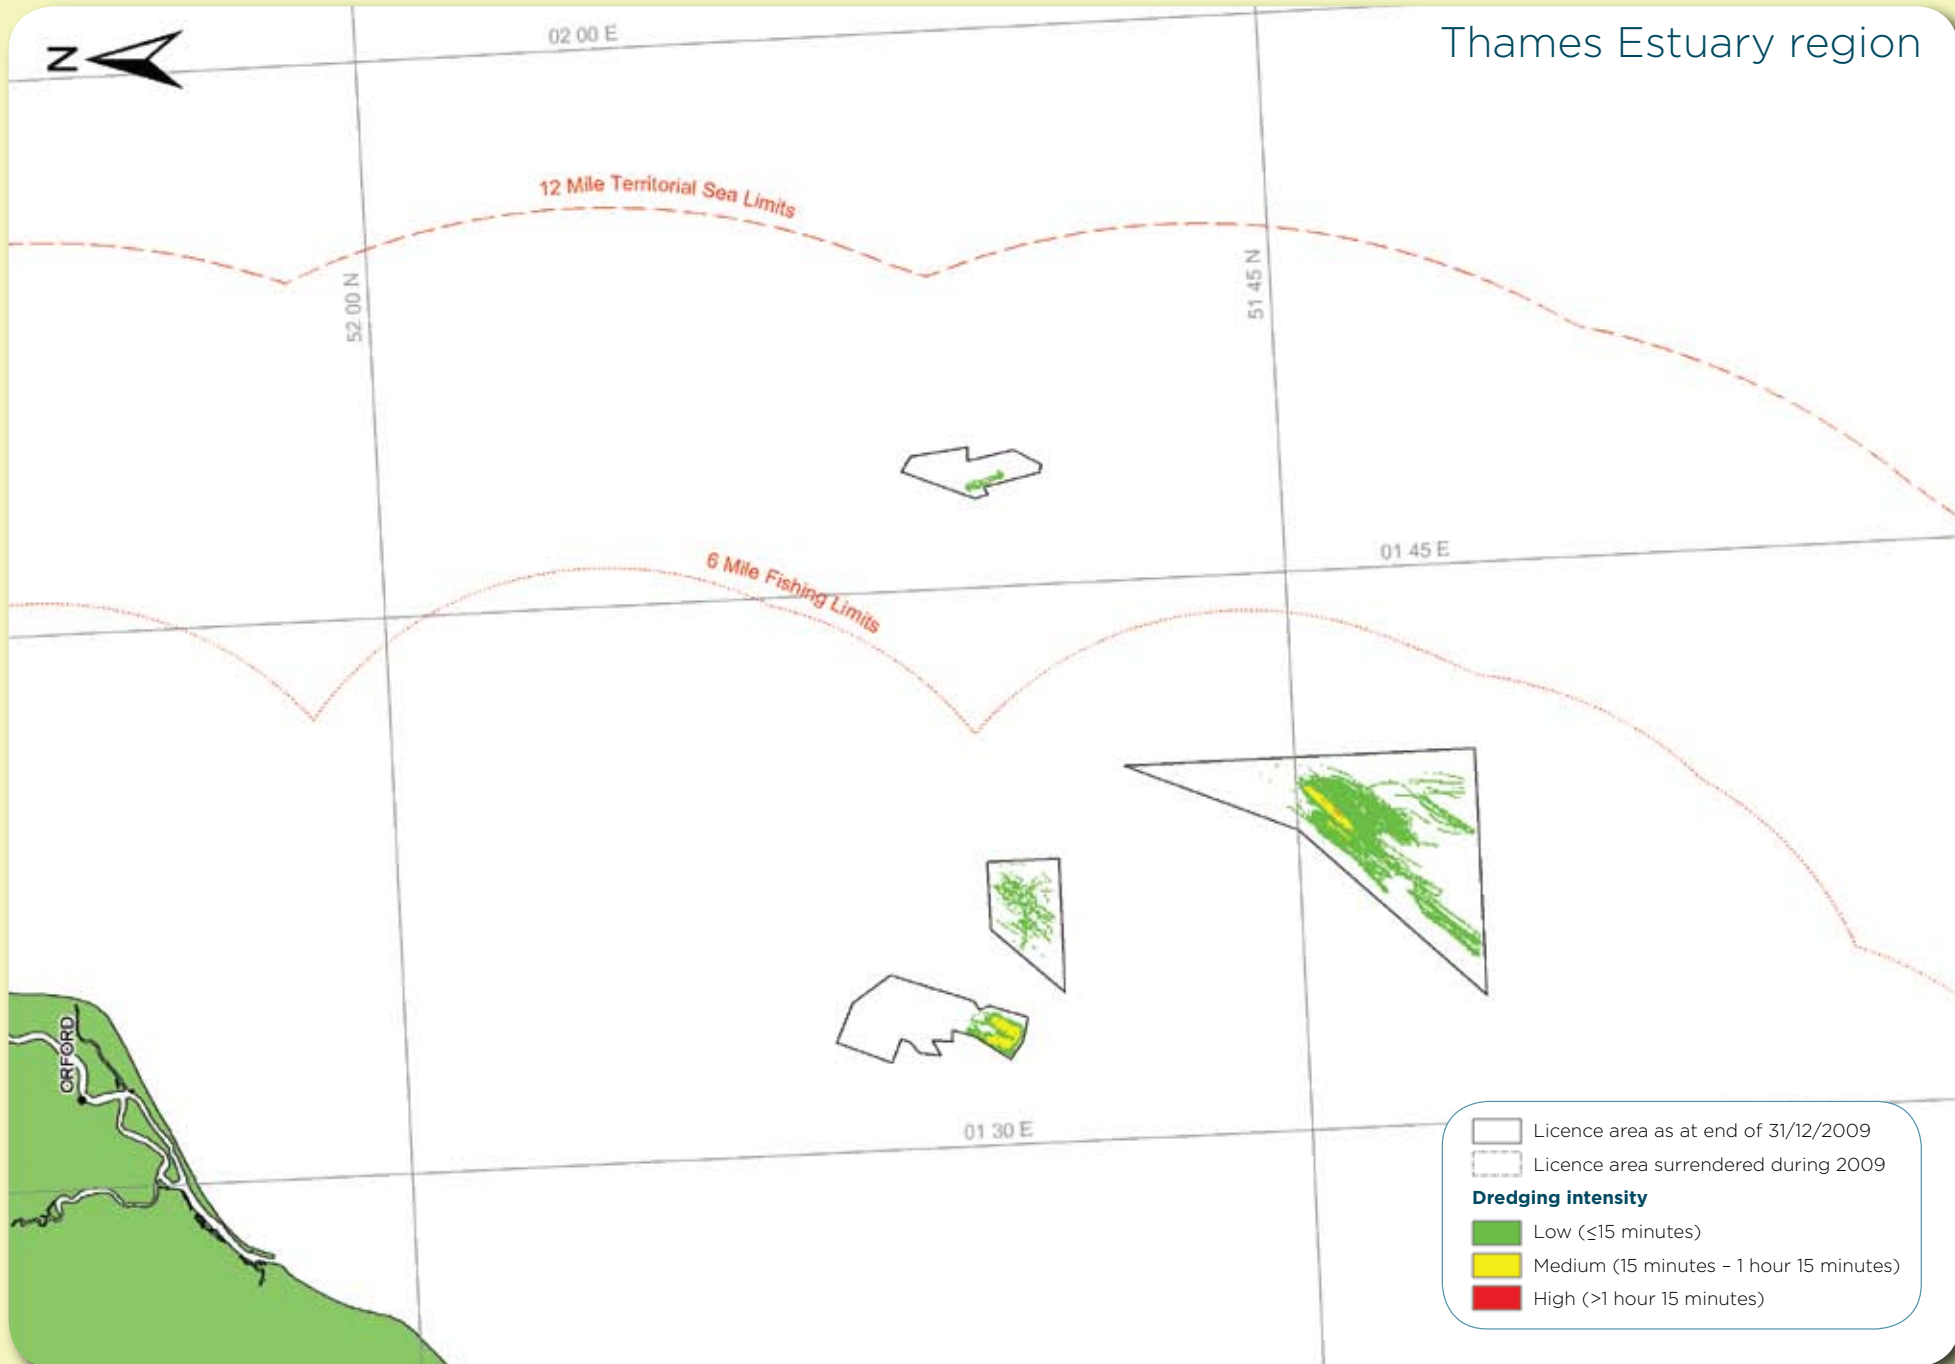 Thames Estuary region
N
02 00 E
12 Mile Territorial Sea Limits
52 00 N
51 45 N
01 45 E
6 Mile Fishing Limits
ORFORD
01 30 E
Licence area as at end of 31/12/2009
Licence area surrendered during 2009
Dredging intensity
Low (≤15 minutes)
Medium (15 minutes – 1 hour 15 minutes)
High (>1 hour 15 minutes)